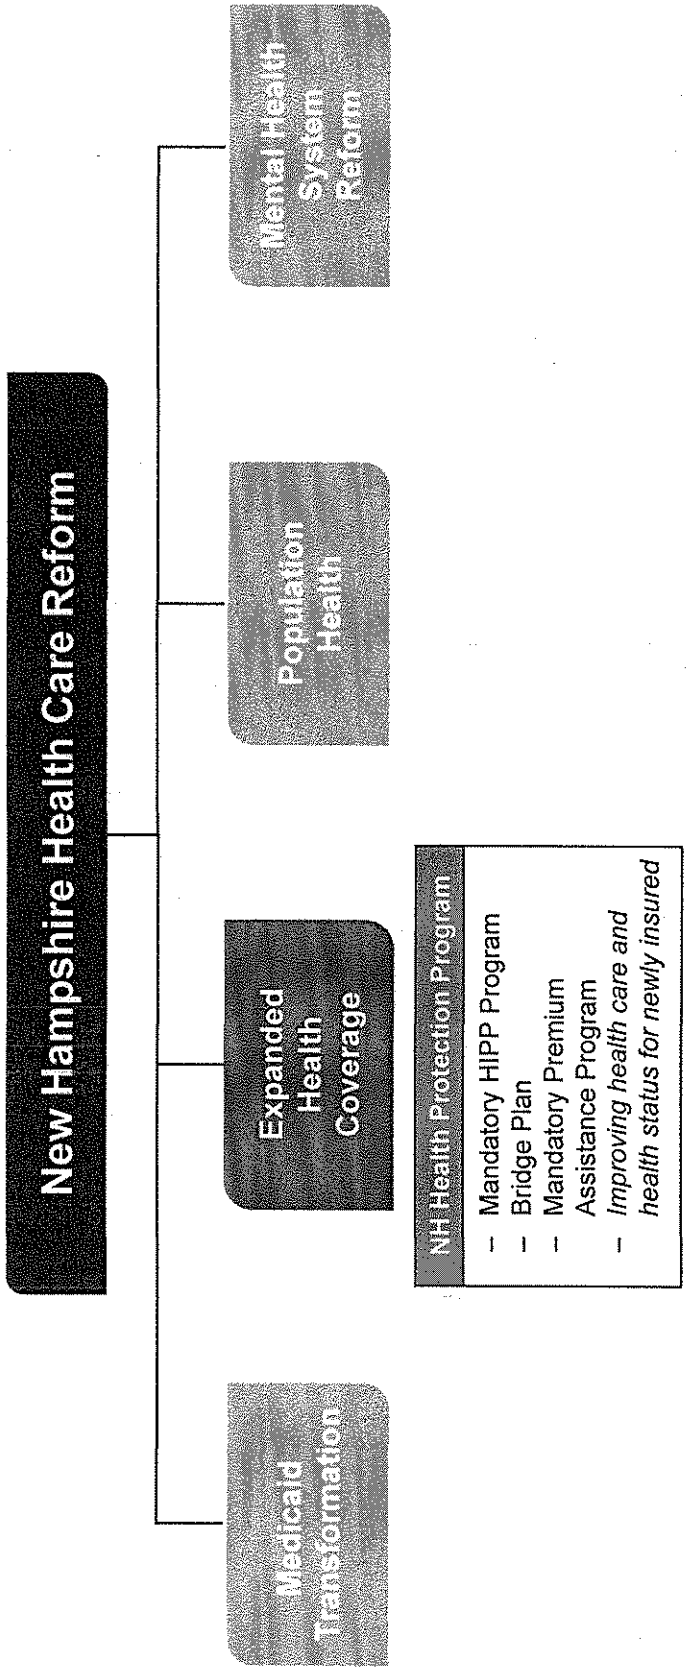 New Hampshire Health Care Reform
Medicaid
Transformation
Expanded
Health
Coverage
Population
Health
Mental Health
System
Reform
NH Health Protection Program
– Mandatory HIPP Program
– Bridge Plan
– Mandatory Premium
Assistance Program
– Improving health care and
health status for newly insured